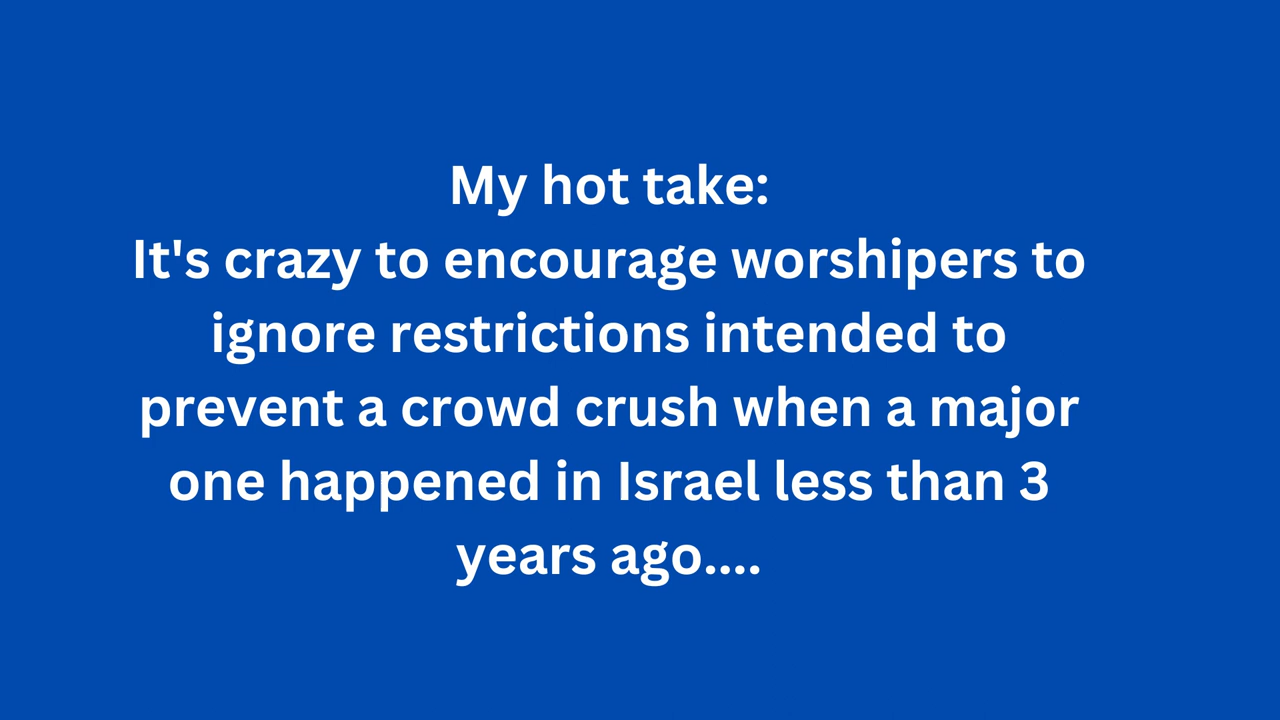 My hot take:
It's crazy to encourage worshipers to
ignore restrictions intended to
prevent a crowd crush when a major
one happened in Israel less than 3
years ago....